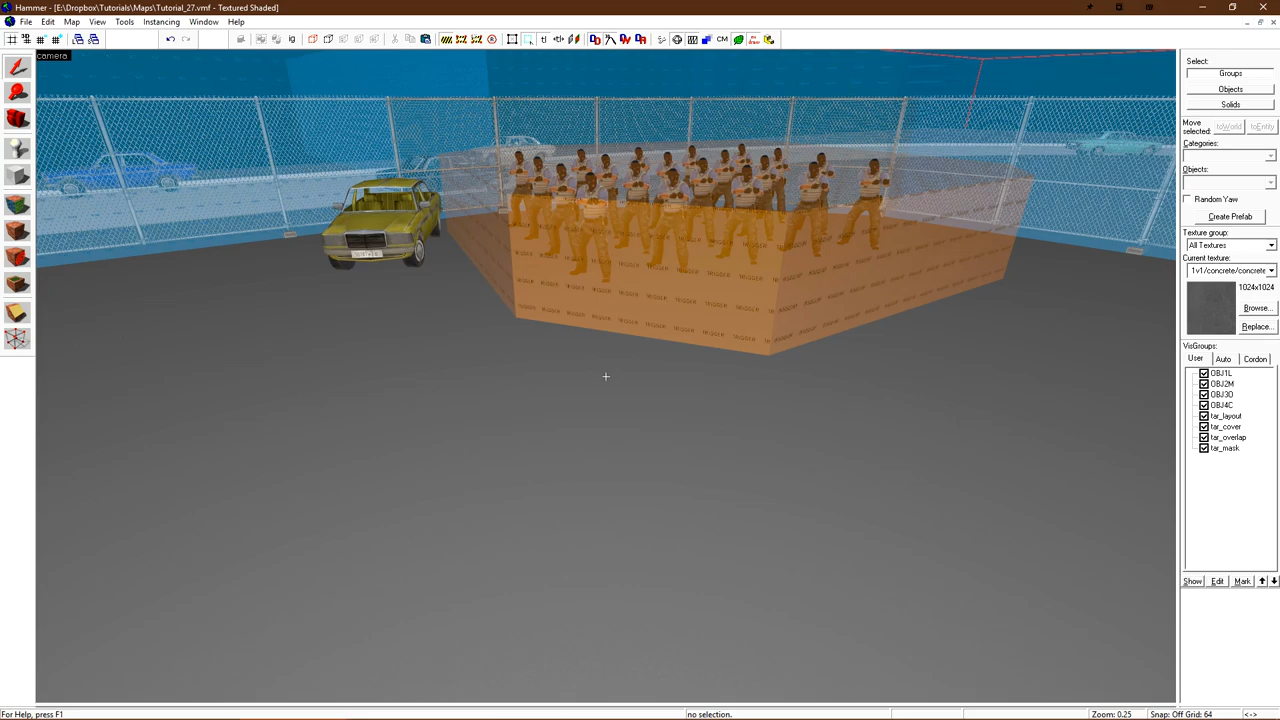 Hammer - [E:\Dropbox\Tutorials\Maps\Tutorial_27.vmf - Textured Shaded]
File Edit Map View Tools Instancing Window Help
camera
TRIGGER
Select:
Groups
Objects
Solids
Move selected:
toWorld
toEntity
Categories:
Objects:
Random Yaw
Create Prefab
Texture group:
All Textures
Current texture:
1v1/concrete/concrete
1024x1024
Browse...
Replace...
VisGroups:
User Auto Cordon
OBJ1L
OBJ2M
OBJ3D
OBJ4C
tar_layout
tar_cover
tar_overlap
tar_mask
Show Edit Mark
For Help, press F1
no selection.
Zoom: 0.25
Snap: Off Grid: 64
<->